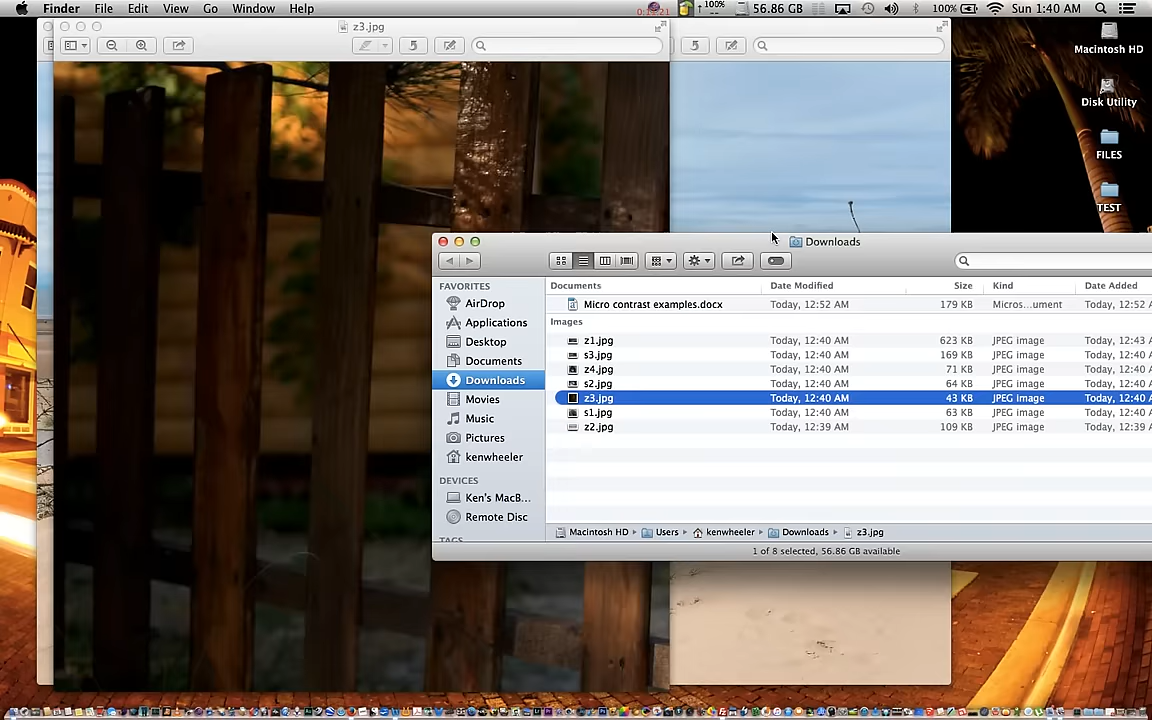 Finder File Edit View Go Window Help 100% 56.86 GB 100% Sun 1:40 AM
z3.jpg
Macintosh HD
Disk Utility
FILES
TEST
Downloads
FAVORITES
AirDrop
Applications
Desktop
Documents
Downloads
Movies
Music
Pictures
kenwheeler
DEVICES
Ken's MacB...
Remote Disc
TAGS
Documents Date Modified Size Kind Date Added
Micro contrast examples.docx Today, 12:52 AM 179 KB Micros...ument Today, 12:52
Images
z1.jpg Today, 12:40 AM 623 KB JPEG image Today, 12:43
s3.jpg Today, 12:40 AM 169 KB JPEG image Today, 12:40
z4.jpg Today, 12:40 AM 71 KB JPEG image Today, 12:40
s2.jpg Today, 12:40 AM 64 KB JPEG image Today, 12:40
z3.jpg Today, 12:40 AM 43 KB JPEG image Today, 12:40
s1.jpg Today, 12:40 AM 63 KB JPEG image Today, 12:40
z2.jpg Today, 12:39 AM 109 KB JPEG image Today, 12:39
Macintosh HD Users kenwheeler Downloads z3.jpg
1 of 8 selected, 56.86 GB available